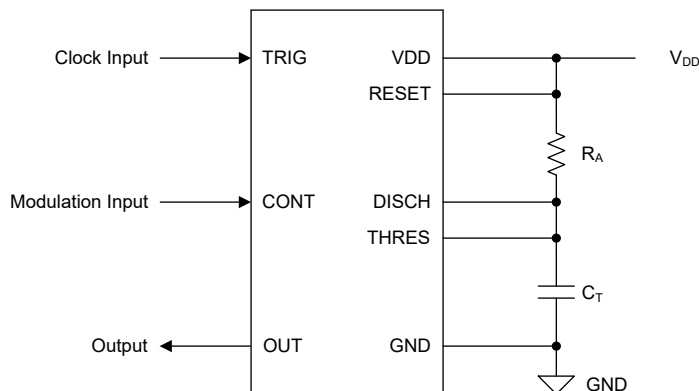 Clock Input TRIG VDD V_DD
RESET
R_A
Modulation Input CONT DISCH
THRES
C_T
Output OUT GND
GND